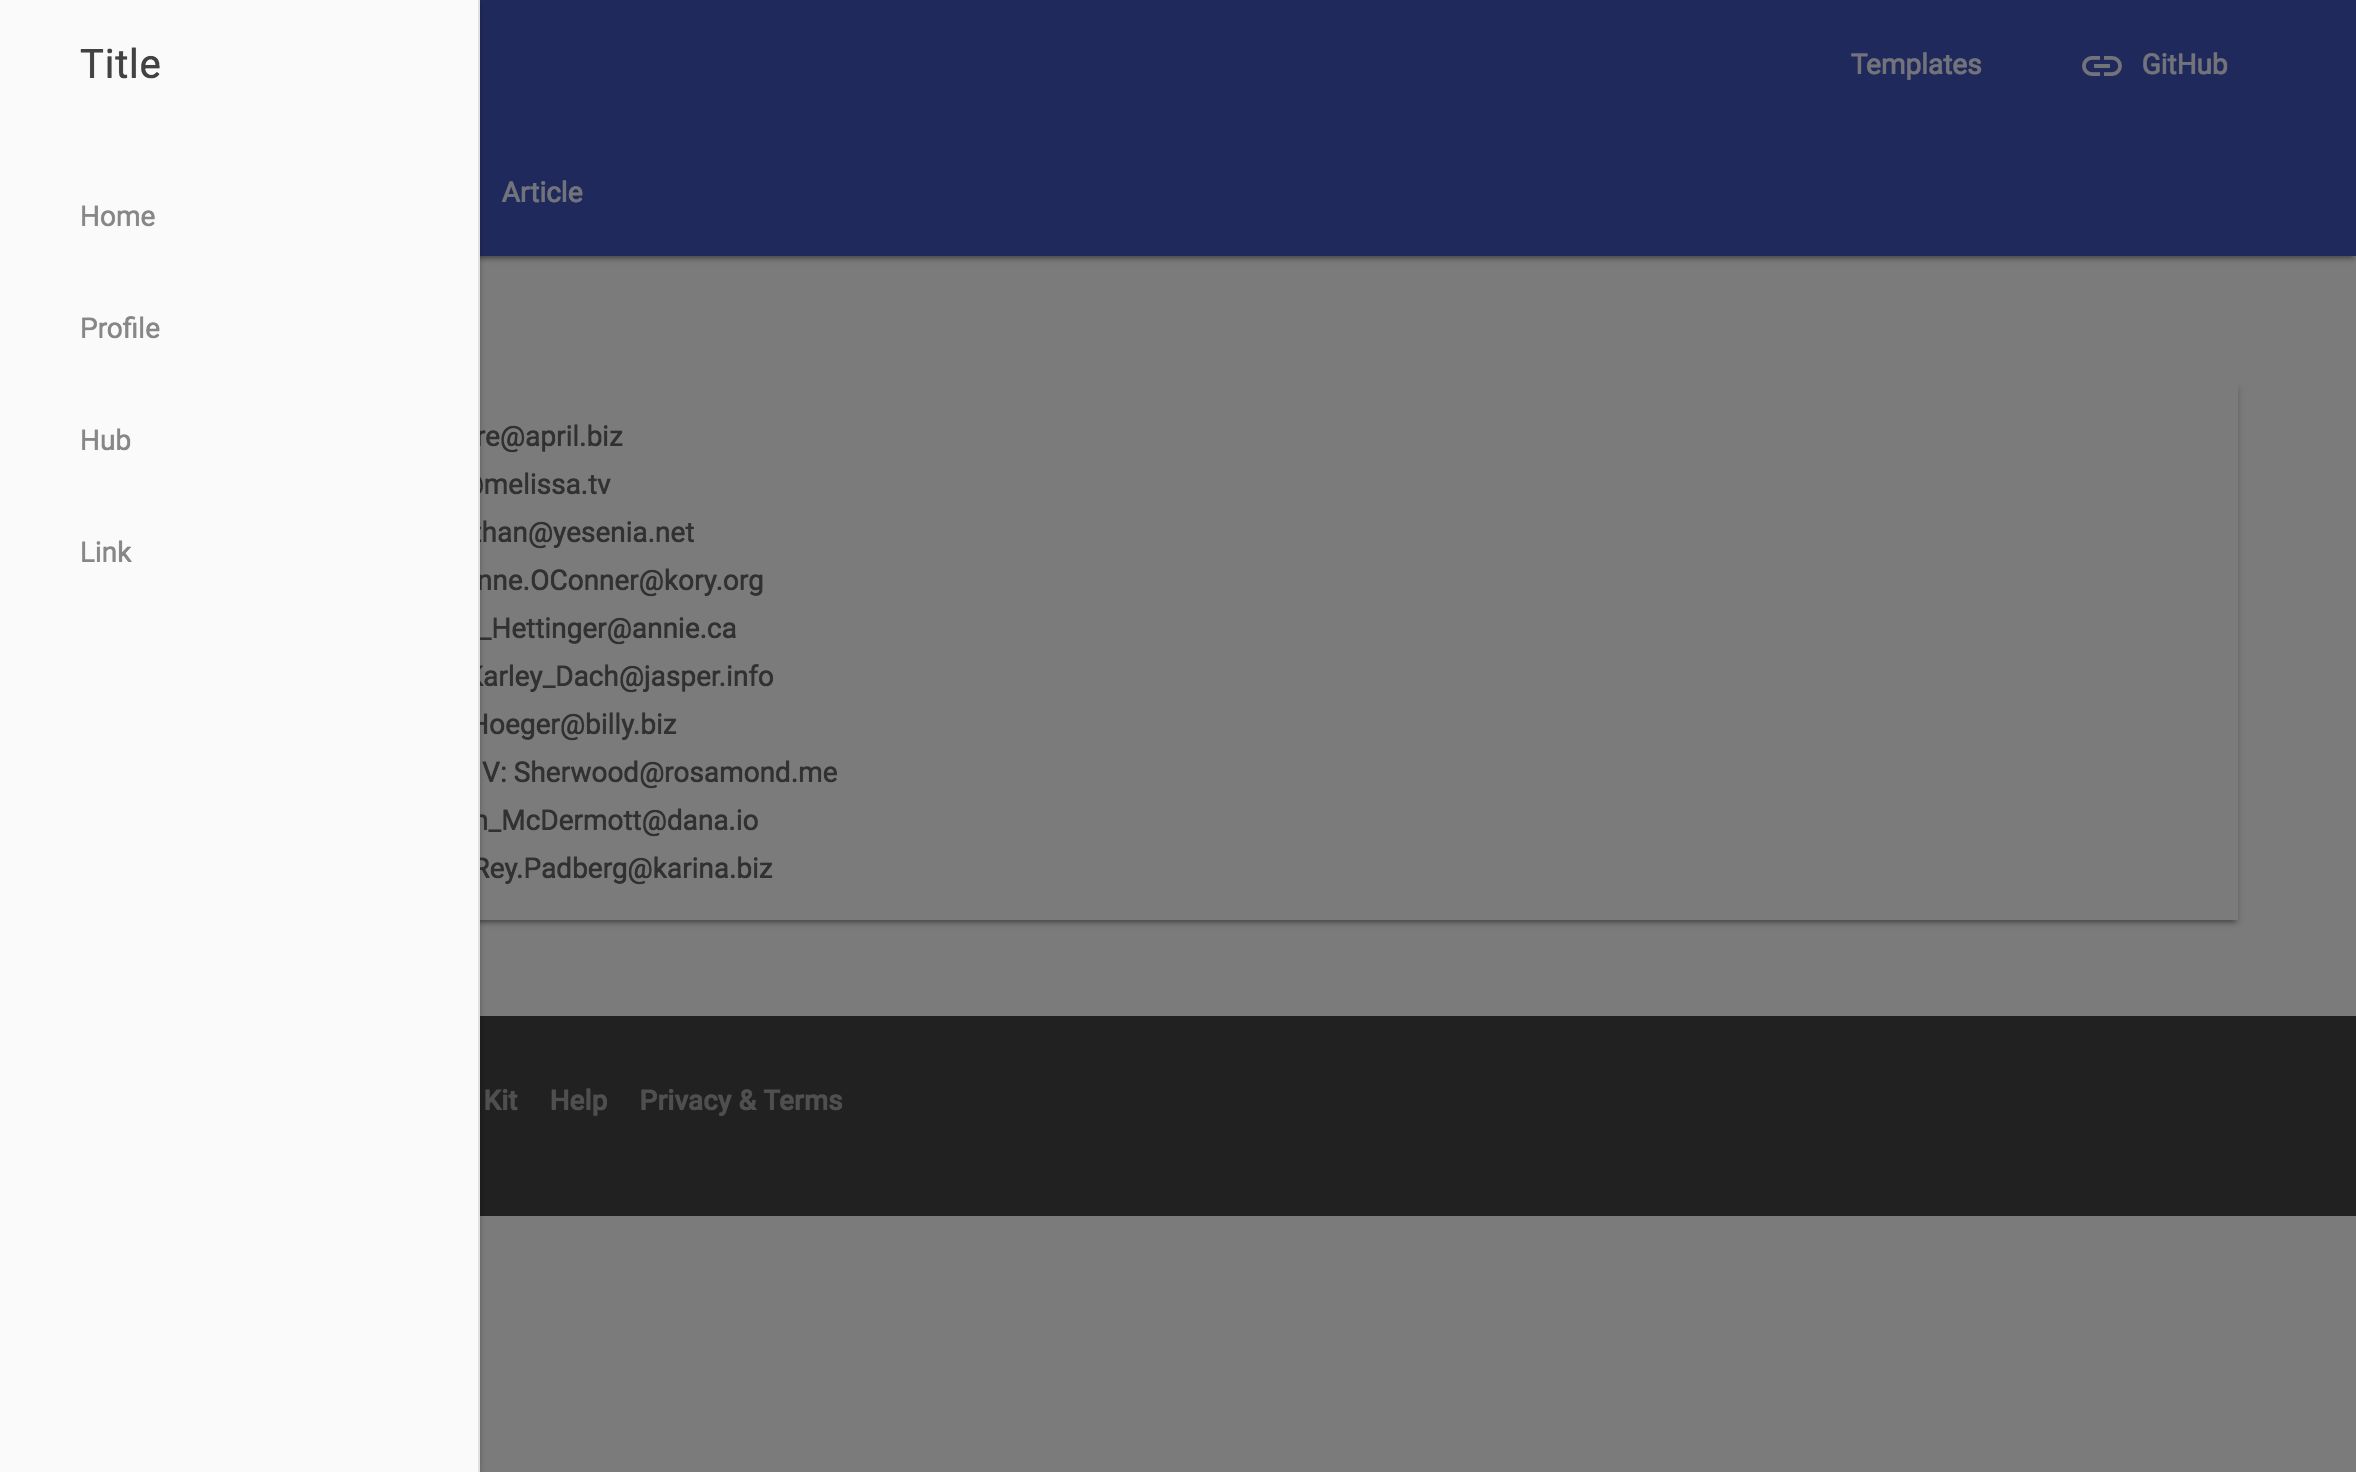 Title
Templates
GitHub
Article
Home
Profile
Hub
Link
re@april.biz
@melissa.tv
than@yesenia.net
nne.OConner@kory.org
_Hettinger@annie.ca
Karley_Dach@jasper.info
Hoeger@billy.biz
V: Sherwood@rosamond.me
n_McDermott@dana.io
Rey.Padberg@karina.biz
Kit Help Privacy & Terms